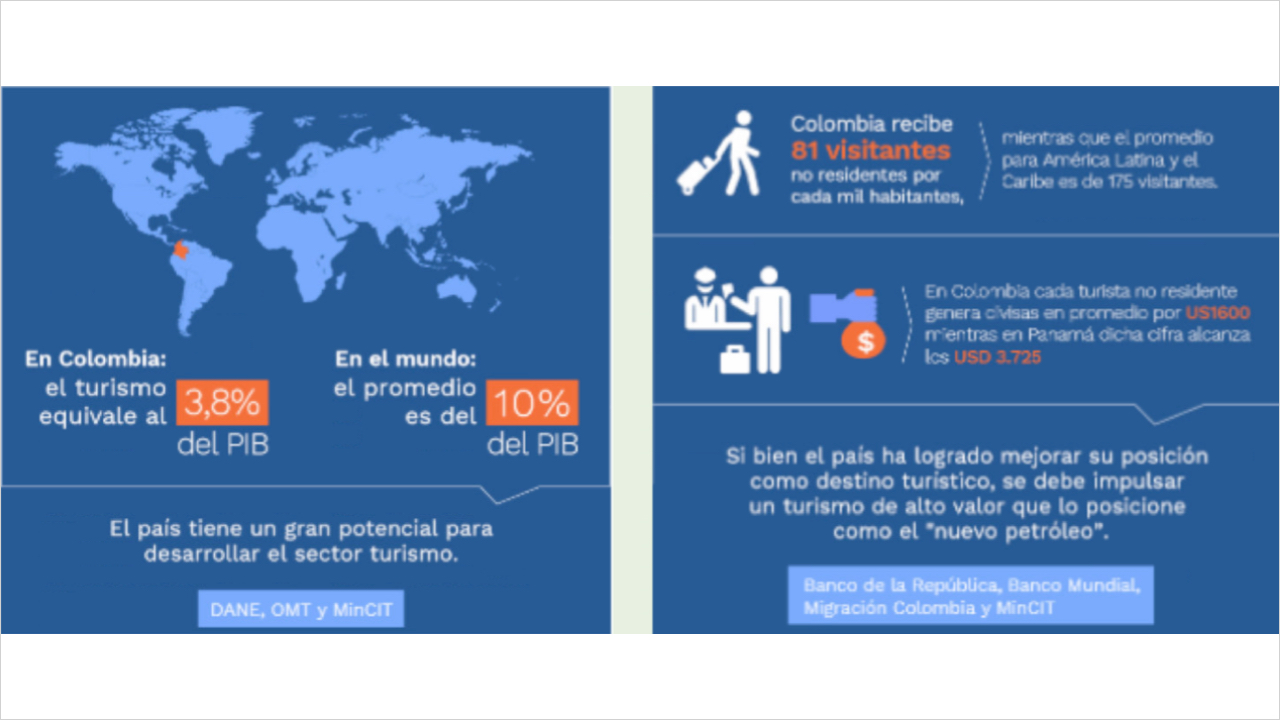 En Colombia:
el turismo
equivale al
3,8%
del PIB
En el mundo:
el promedio
es del
10%
del PIB
El país tiene un gran potencial para
desarrollar el sector turismo.
DANE, OMT y MinCIT
Colombia recibe
81 visitantes
no residentes por
cada mil habitantes,
mientras que el promedio
para América Latina y el
Caribe es de 175 visitantes.
$
En Colombia cada turista no residente
genera divisas en promedio por US1600
mientras en Panamá dicha cifra alcanza
los USD 3.725
Si bien el país ha logrado mejorar su posición
como destino turístico, se debe impulsar
un turismo de alto valor que lo posicione
como el "nuevo petróleo".
Banco de la República, Banco Mundial,
Migración Colombia y MinCIT